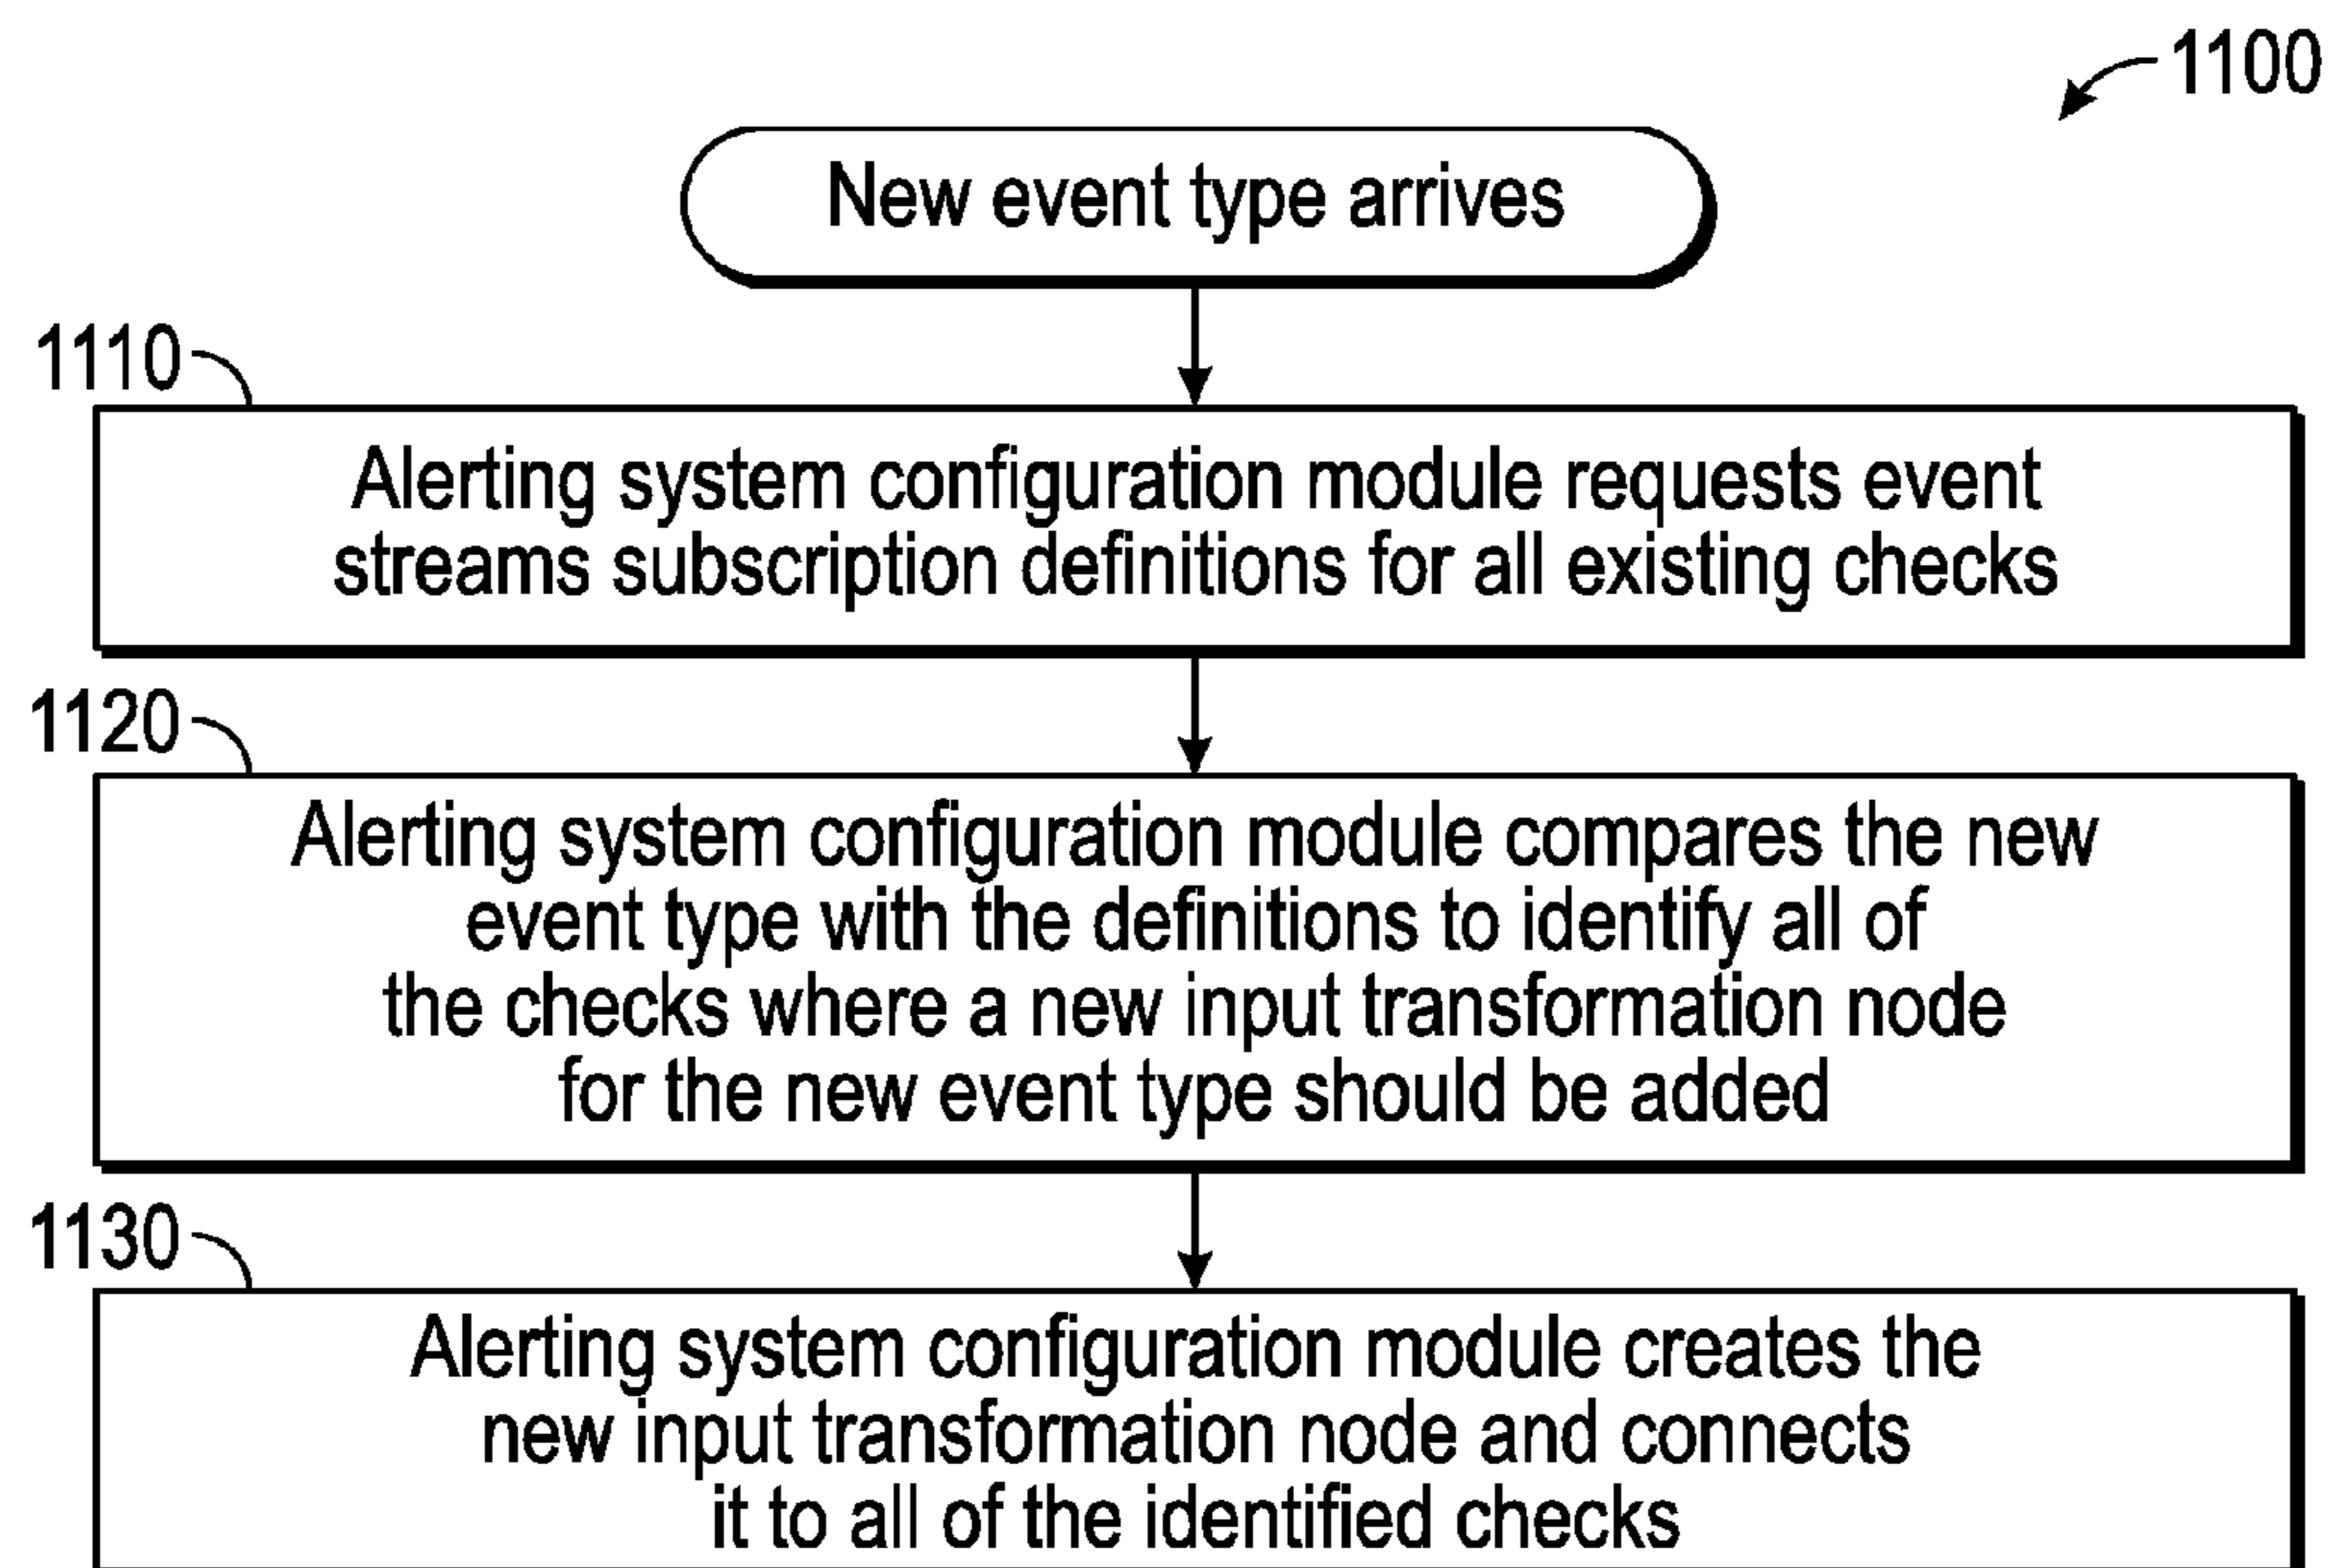 1100
New event type arrives
1110
Alerting system configuration module requests event
streams subscription definitions for all existing checks
1120
Alerting system configuration module compares the new
event type with the definitions to identify all of
the checks where a new input transformation node
for the new event type should be added
1130
Alerting system configuration module creates the
new input transformation node and connects
it to all of the identified checks